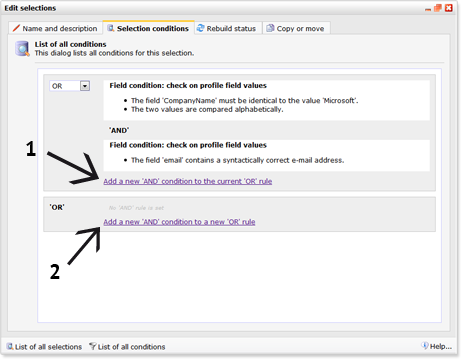 Edit selections
Name and description
Selection conditions
Rebuild status
Copy or move
List of all conditions
This dialog lists all conditions for this selection.
OR
Field condition: check on profile field values
The field 'CompanyName' must be identical to the value 'Microsoft'.
The two values are compared alphabetically.
'AND'
Field condition: check on profile field values
The field 'email' contains a syntactically correct e-mail address.
1
Add a new 'AND' condition to the current 'OR' rule
'OR'
No 'AND' rule is set
Add a new 'AND' condition to a new 'OR' rule
2
List of all selections
List of all conditions
Help...